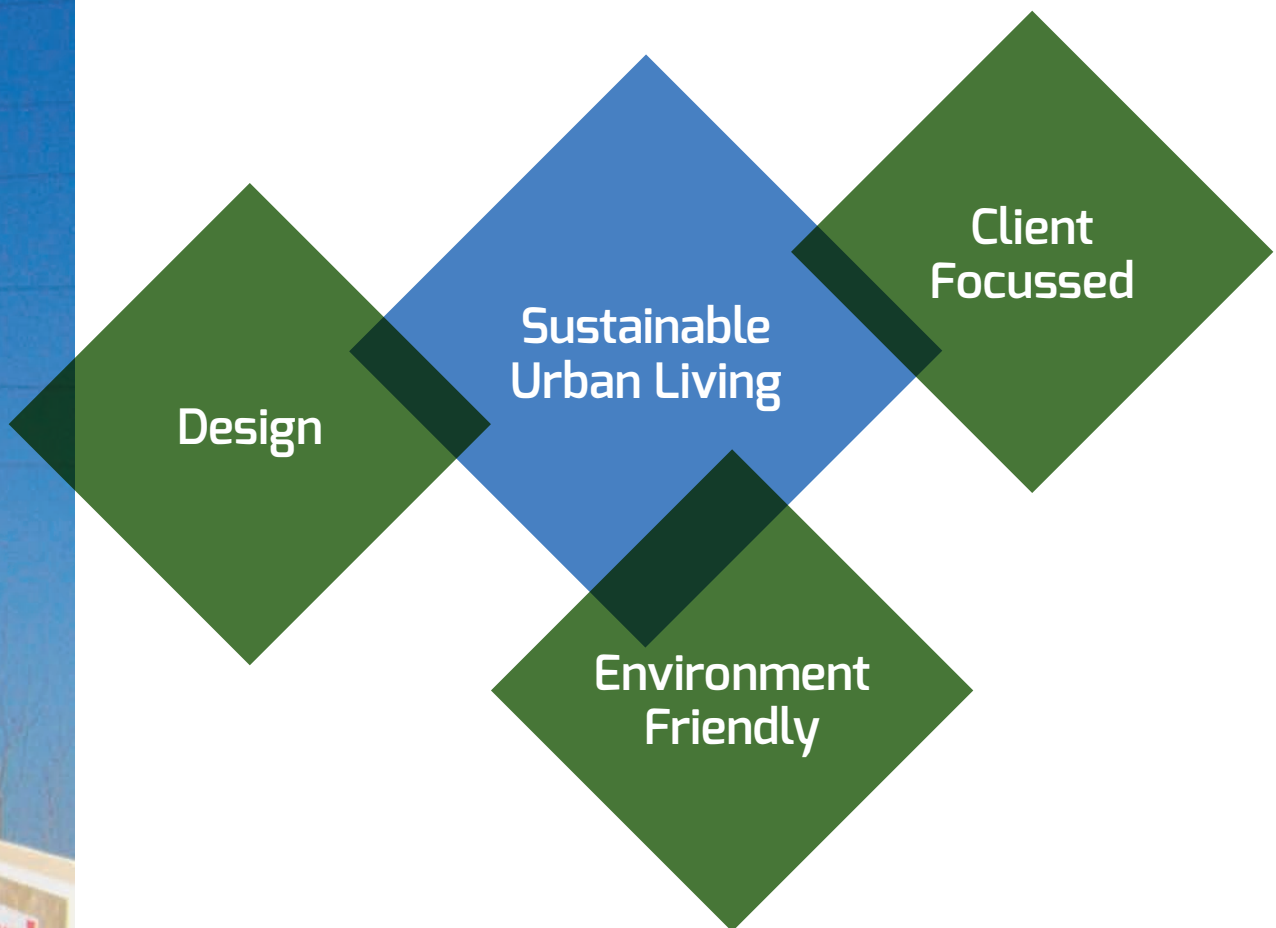 Client
Focussed
Sustainable
Urban Living
Design
Environment
Friendly